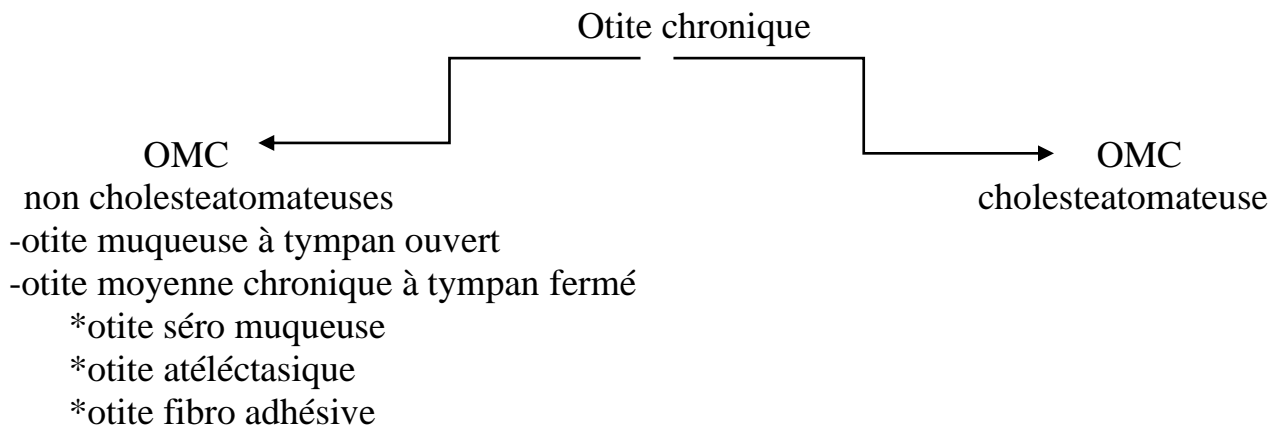 Otite chronique
OMC
non cholesteatomateuses
-otite muqueuse à tympan ouvert
-otite moyenne chronique à tympan fermé
*otite séro muqueuse
*otite atéléctasique
*otite fibro adhésive
OMC
cholesteatomateuse